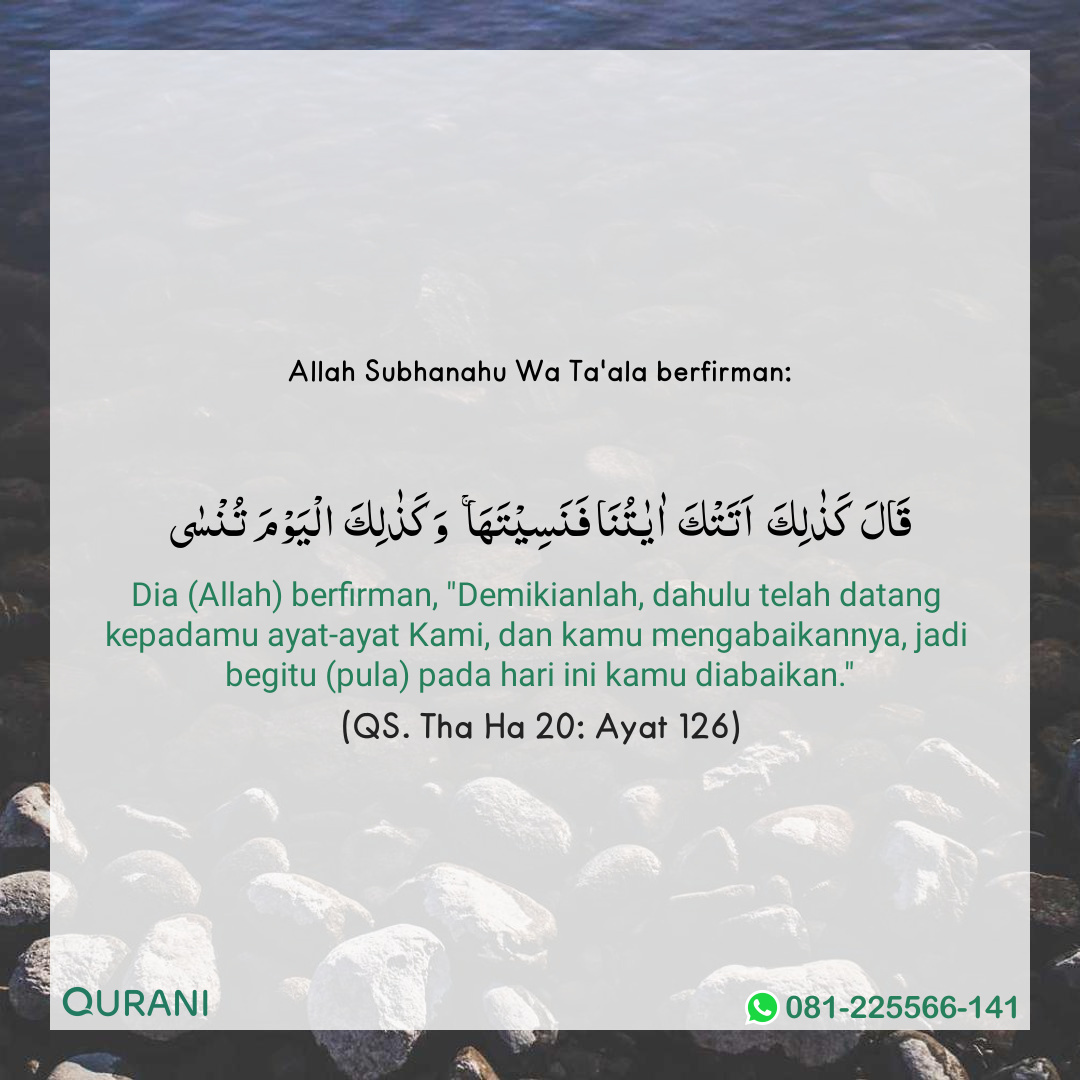 Allah Subhanahu Wa Ta'ala berfirman:
قَالَ كَذٰلِكَ اَتَتْكَ اٰيٰتُنَا فَنَسِيْتَهَا ۚ وَكَذٰلِكَ الْيَوْمَ تُنْسٰى
Dia (Allah) berfirman, "Demikianlah, dahulu telah datang
kepadamu ayat-ayat Kami, dan kamu mengabaikannya, jadi
begitu (pula) pada hari ini kamu diabaikan."
(QS. Tha Ha 20: Ayat 126)
QURANI
081-225566-141